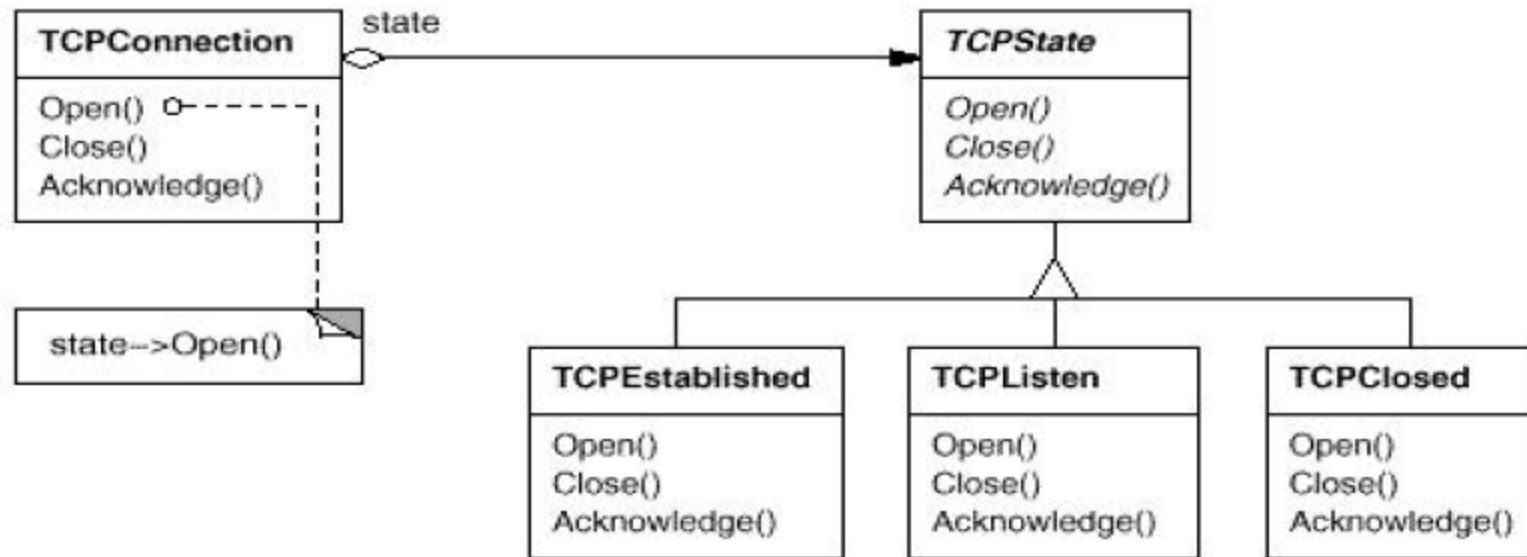 TCPConnection
Open()
Close()
Acknowledge()
state
TCPState
Open()
Close()
Acknowledge()
state-->Open()
TCPEstablished
Open()
Close()
Acknowledge()
TCPListen
Open()
Close()
Acknowledge()
TCPClosed
Open()
Close()
Acknowledge()